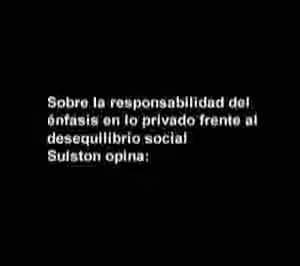 Sobre la responsabilidad del
énfasis en lo privado frente al
desequilibrio social
Sulston opina: